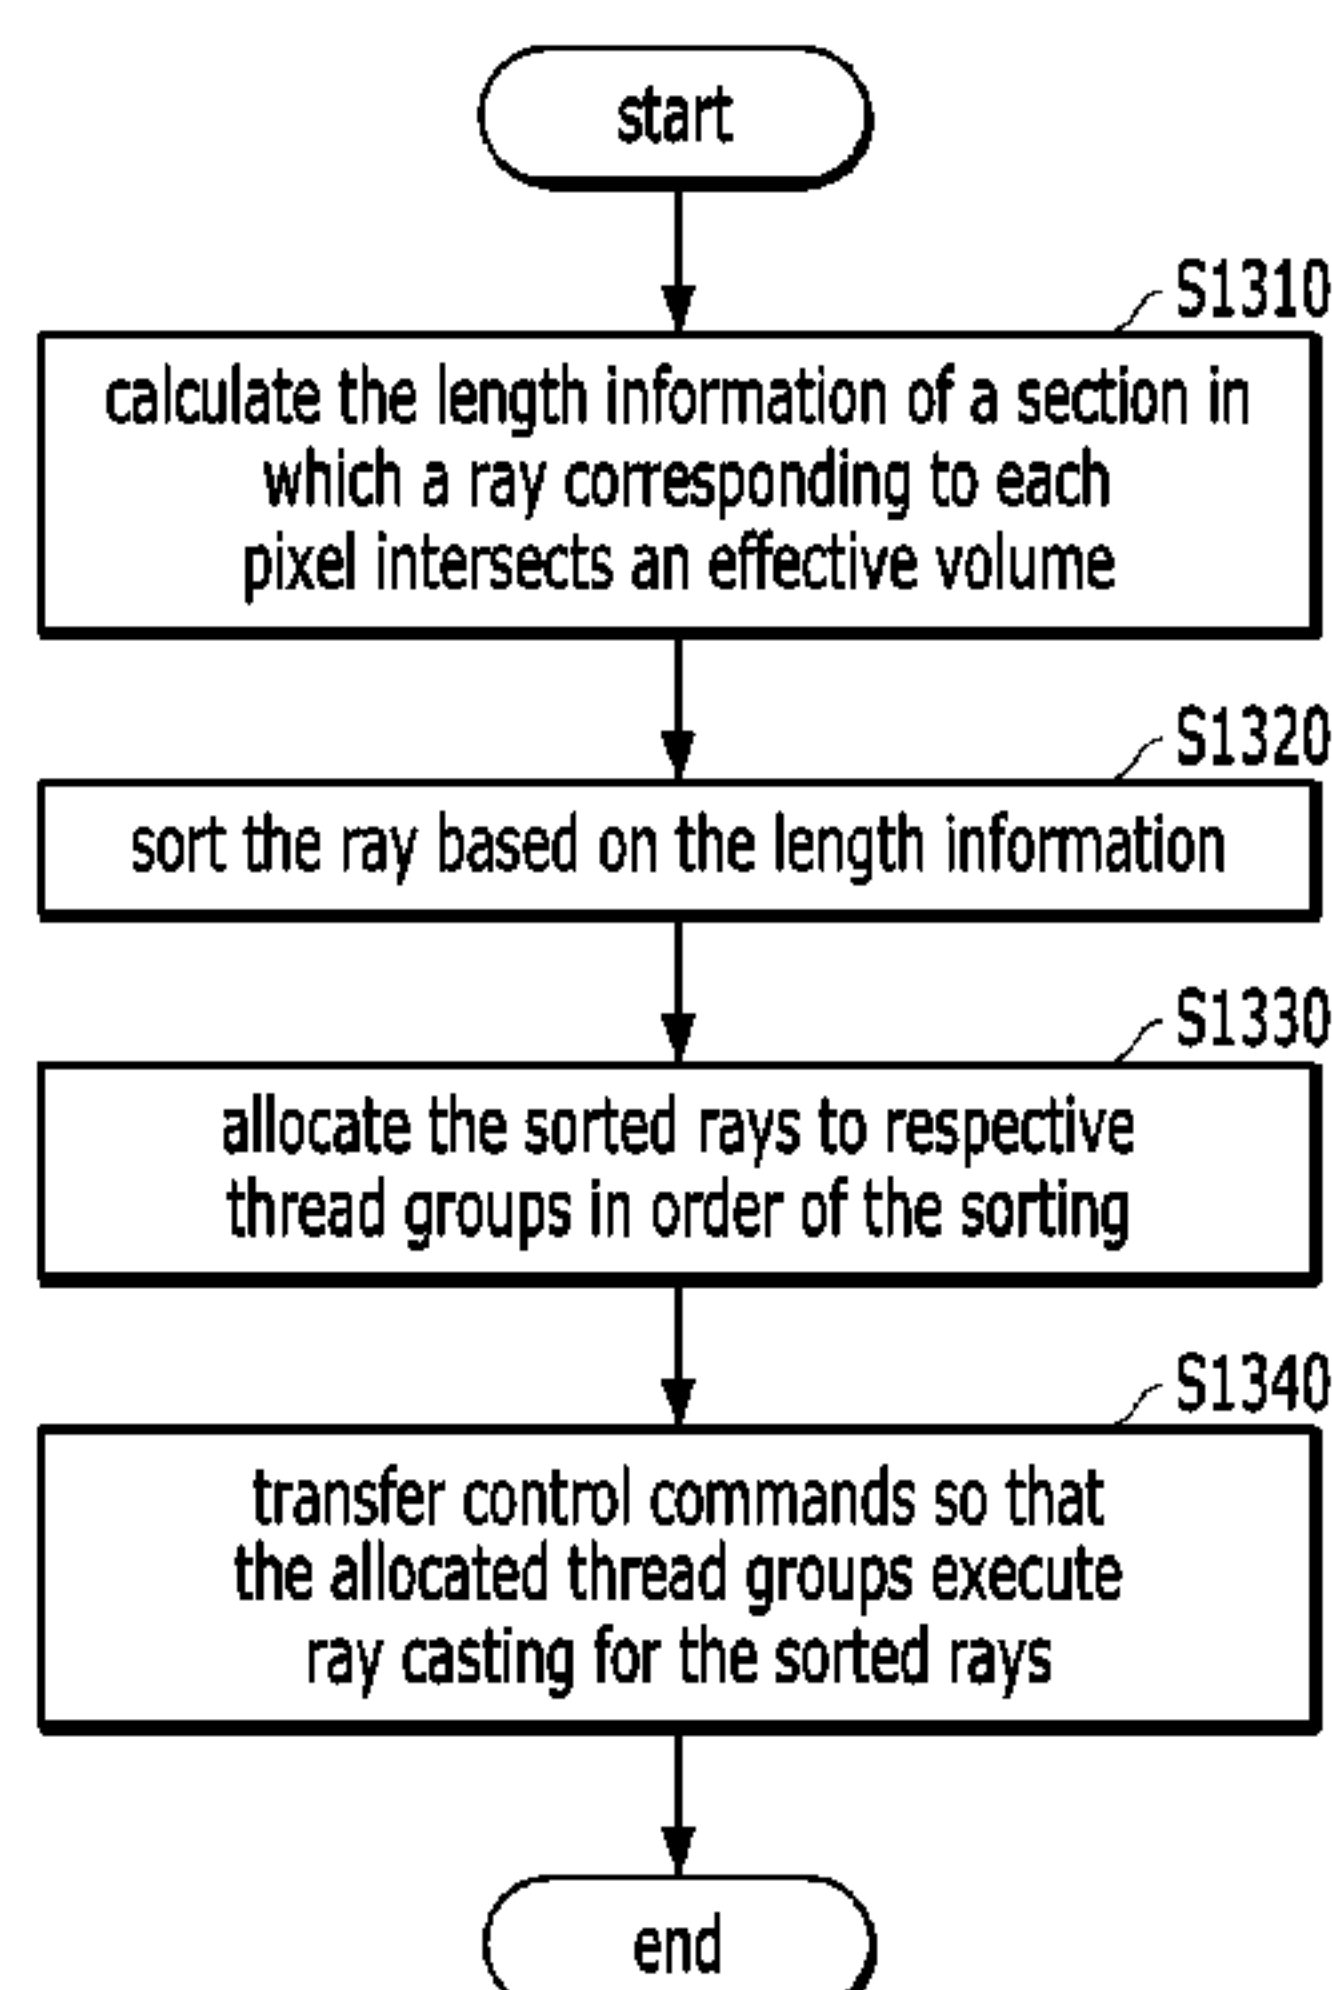 start
S1310
calculate the length information of a section in
which a ray corresponding to each
pixel intersects an effective volume
S1320
sort the ray based on the length information
S1330
allocate the sorted rays to respective
thread groups in order of the sorting
S1340
transfer control commands so that
the allocated thread groups execute
ray casting for the sorted rays
end